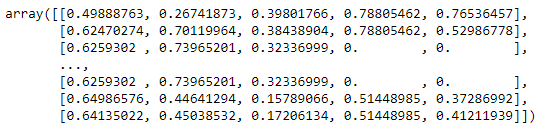 array([[0.49888763, 0.26741873, 0.39801766, 0.78805462, 0.76536457],
       [0.62470274, 0.70119964, 0.38438904, 0.78805462, 0.52986778],
       [0.6259302 , 0.73965201, 0.32336999, 0.        , 0.        ],
       ...,
       [0.6259302 , 0.73965201, 0.32336999, 0.        , 0.        ],
       [0.64986576, 0.44641294, 0.15789066, 0.51448985, 0.37286992],
       [0.64135022, 0.45038532, 0.17206134, 0.51448985, 0.41211939]])